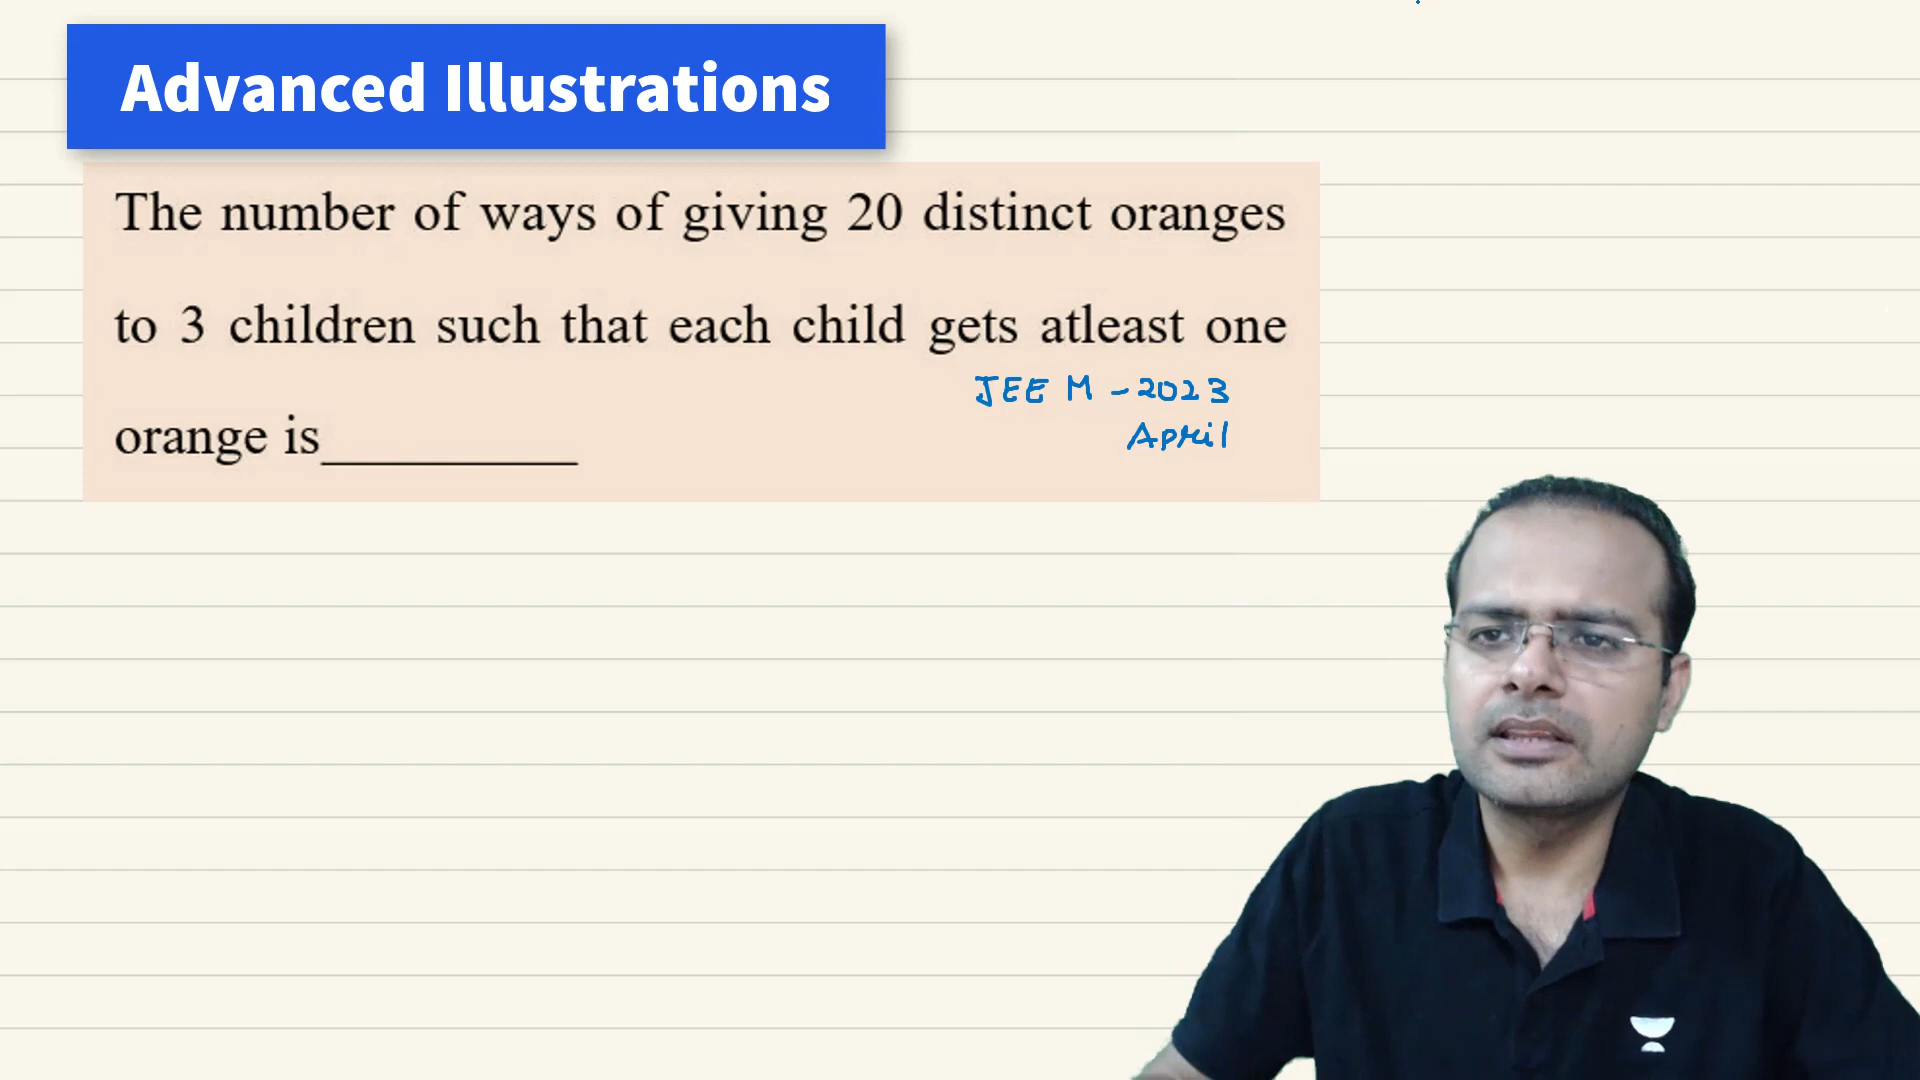 Advanced Illustrations
The number of ways of giving 20 distinct oranges
to 3 children such that each child gets atleast one
JEE M - 2023
orange is__________
April